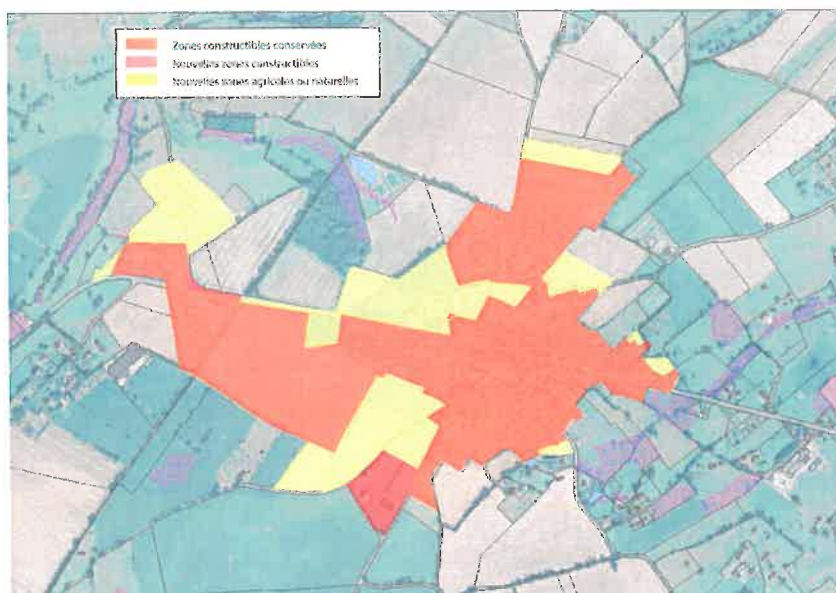 Zones constructibles conservées
Nouvelles zones constructibles
Nouvelles zones agricoles ou naturelles